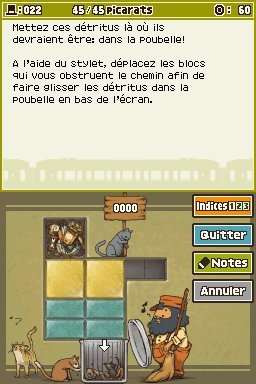 :022
45/45 picarats
: 60
Mettez ces détritus là où ils
devraient être: dans la poubelle!
A l'aide du stylet, déplacez les blocs
qui vous obstruent le chemin afin de
faire glisser les détritus dans la
poubelle en bas de l'écran.
0000
Indices 1 2 3
Quitter
Notes
Annuler